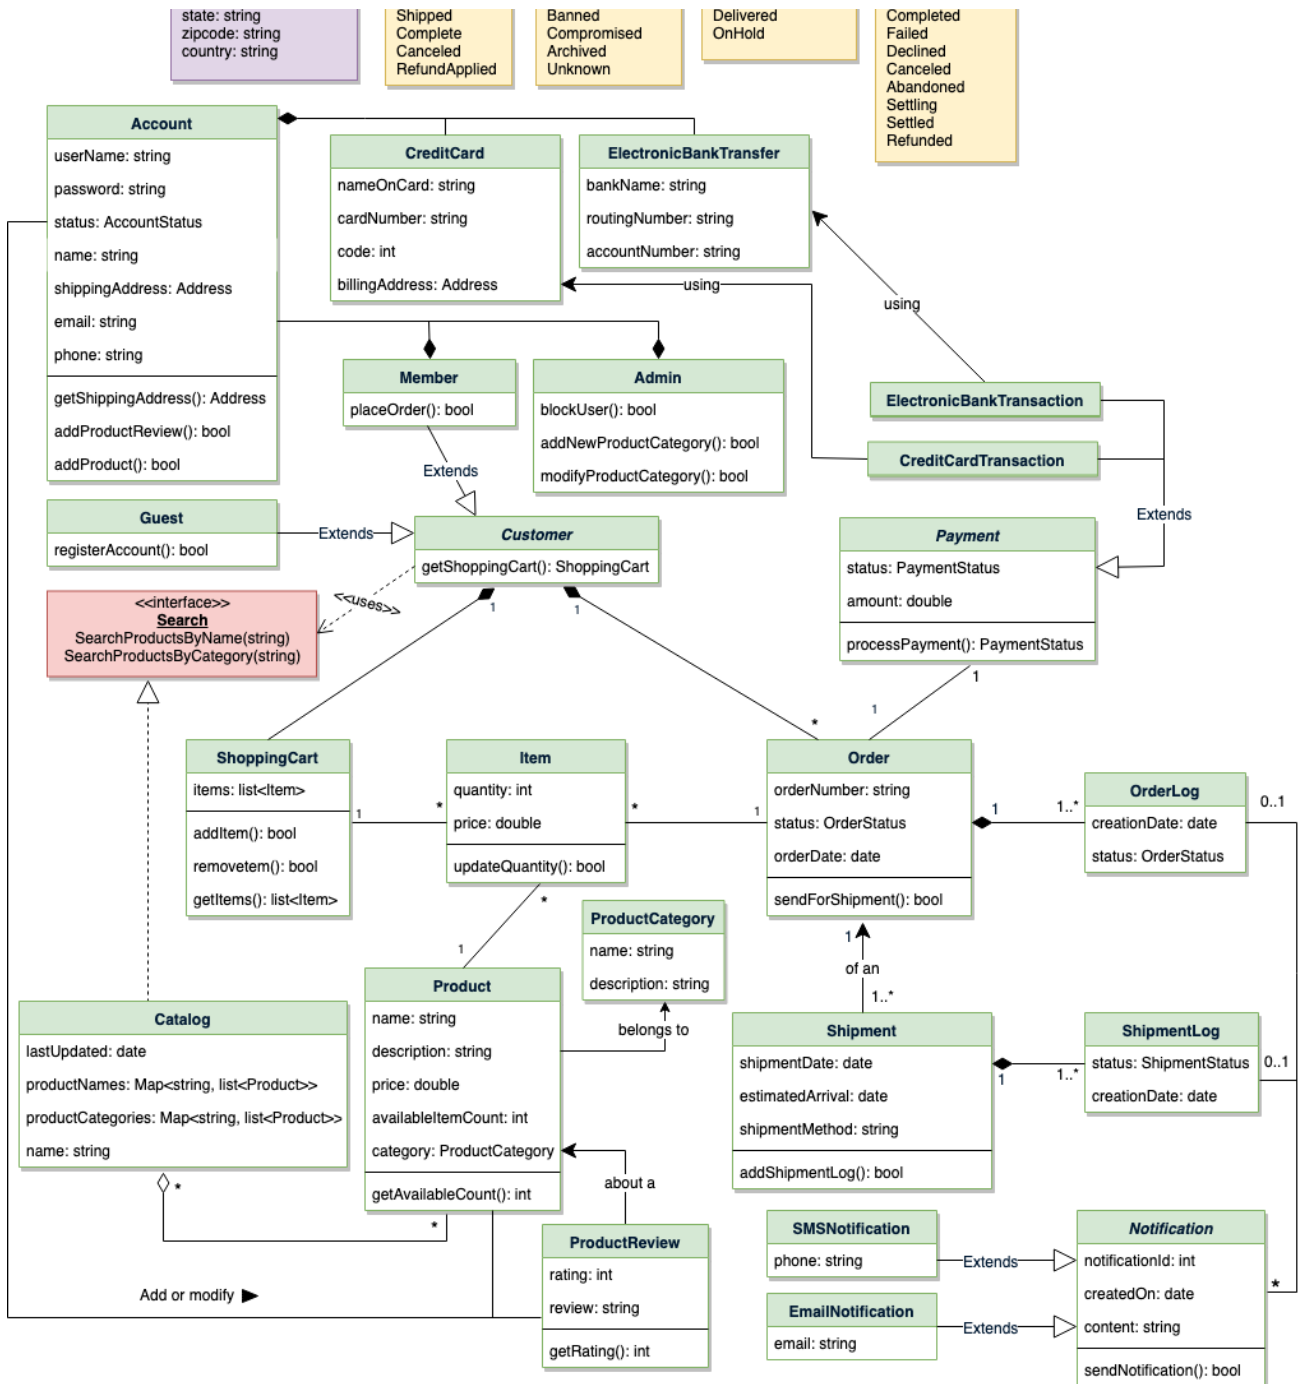 state: string
zipcode: string
country: string
Shipped
Complete
Canceled
RefundApplied
Banned
Compromised
Archived
Unknown
Delivered
OnHold
Completed
Failed
Declined
Canceled
Abandoned
Settling
Settled
Refunded
Account
userName: string
password: string
status: AccountStatus
name: string
shippingAddress: Address
email: string
phone: string
getShippingAddress(): Address
addProductReview(): bool
addProduct(): bool
CreditCard
nameOnCard: string
cardNumber: string
code: int
billingAddress: Address
ElectronicBankTransfer
bankName: string
routingNumber: string
accountNumber: string
using
using
Member
placeOrder(): bool
Admin
blockUser(): bool
addNewProductCategory(): bool
modifyProductCategory(): bool
ElectronicBankTransaction
CreditCardTransaction
Extends
Extends
Guest
registerAccount(): bool
Extends
Customer
getShoppingCart(): ShoppingCart
Payment
status: PaymentStatus
amount: double
processPayment(): PaymentStatus
<<uses>>
<<interface>>
Search
SearchProductsByName(string)
SearchProductsByCategory(string)
1
1
1
1
*
ShoppingCart
items: list<Item>
addItem(): bool
removetem(): bool
getItems(): list<Item>
1
*
Item
quantity: int
price: double
updateQuantity(): bool
*
1
Order
orderNumber: string
status: OrderStatus
orderDate: date
sendForShipment(): bool
1
1..*
OrderLog
creationDate: date
status: OrderStatus
0..1
*
1
ProductCategory
name: string
description: string
belongs to
1
of an
1..*
Catalog
lastUpdated: date
productNames: Map<string, list<Product>>
productCategories: Map<string, list<Product>>
name: string
Product
name: string
description: string
price: double
availableItemCount: int
category: ProductCategory
getAvailableCount(): int
Shipment
shipmentDate: date
estimatedArrival: date
shipmentMethod: string
addShipmentLog(): bool
1
1..*
ShipmentLog
status: ShipmentStatus
creationDate: date
0..1
*
*
about a
ProductReview
rating: int
review: string
getRating(): int
Add or modify
SMSNotification
phone: string
Extends
EmailNotification
email: string
Extends
Notification
notificationId: int
createdOn: date
content: string
sendNotification(): bool
*